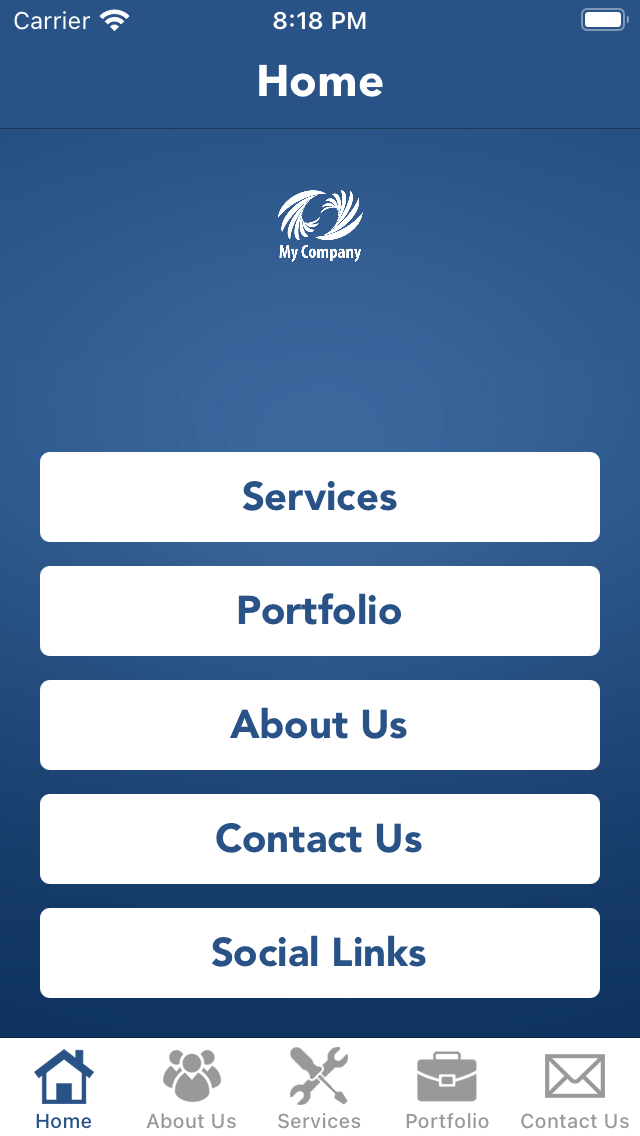 Carrier 8:18 PM
Home
My Company
Services
Portfolio
About Us
Contact Us
Social Links
Home About Us Services Portfolio Contact Us